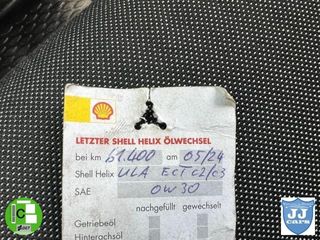 LETZTER SHELL HELIX ÖLWECHSEL
bei km 61.400 am 05/24
Shell Helix ULA ECT C2/C3
SAE 0W30
nachgefüllt gewechselt
Getriebeöl
Hinterachsöl
JJ
cars